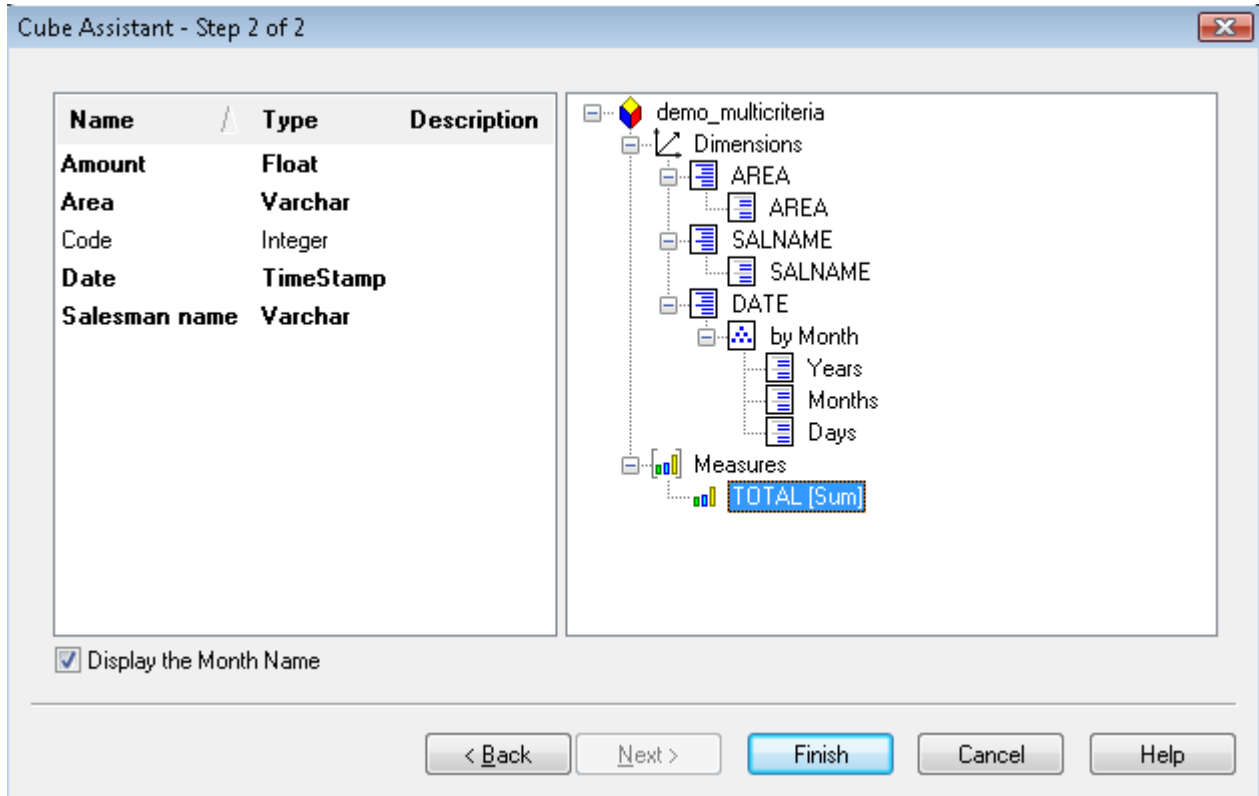 Cube Assistant - Step 2 of 2
Name Type Description
Amount Float
Area Varchar
Code Integer
Date TimeStamp
Salesman name Varchar
demo_multicriteria
Dimensions
AREA
AREA
SALNAME
SALNAME
DATE
by Month
Years
Months
Days
Measures
TOTAL [Sum]
Display the Month Name
< Back Next > Finish Cancel Help